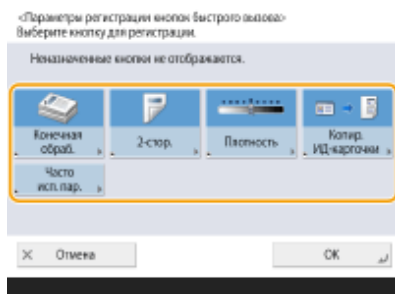 <Параметры регистрации кнопок быстрого вызова>
Выберите кнопку для регистрации.
Неназначенные кнопки не отображаются.
Конечная
обраб.
2-стор.
Плотность
Копир.
ИД-карточки
Часто
исп. пар.
Отмена
OK